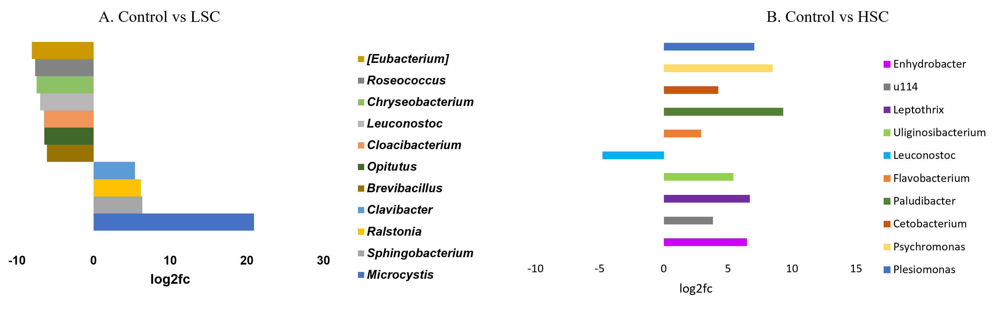 A. Control vs LSC
[Eubacterium]
Roseococcus
Chryseobacterium
Leuconostoc
Cloacibacterium
Opitutus
Brevibacillus
Clavibacter
Ralstonia
Sphingobacterium
Microcystis
-10 0 10 20 30
log2fc
B. Control vs HSC
Enhydrobacter
u114
Leptothrix
Uliginosibacterium
Leuconostoc
Flavobacterium
Paludibacter
Cetobacterium
Psychromonas
Plesiomonas
-10 -5 0 5 10 15
log2fc